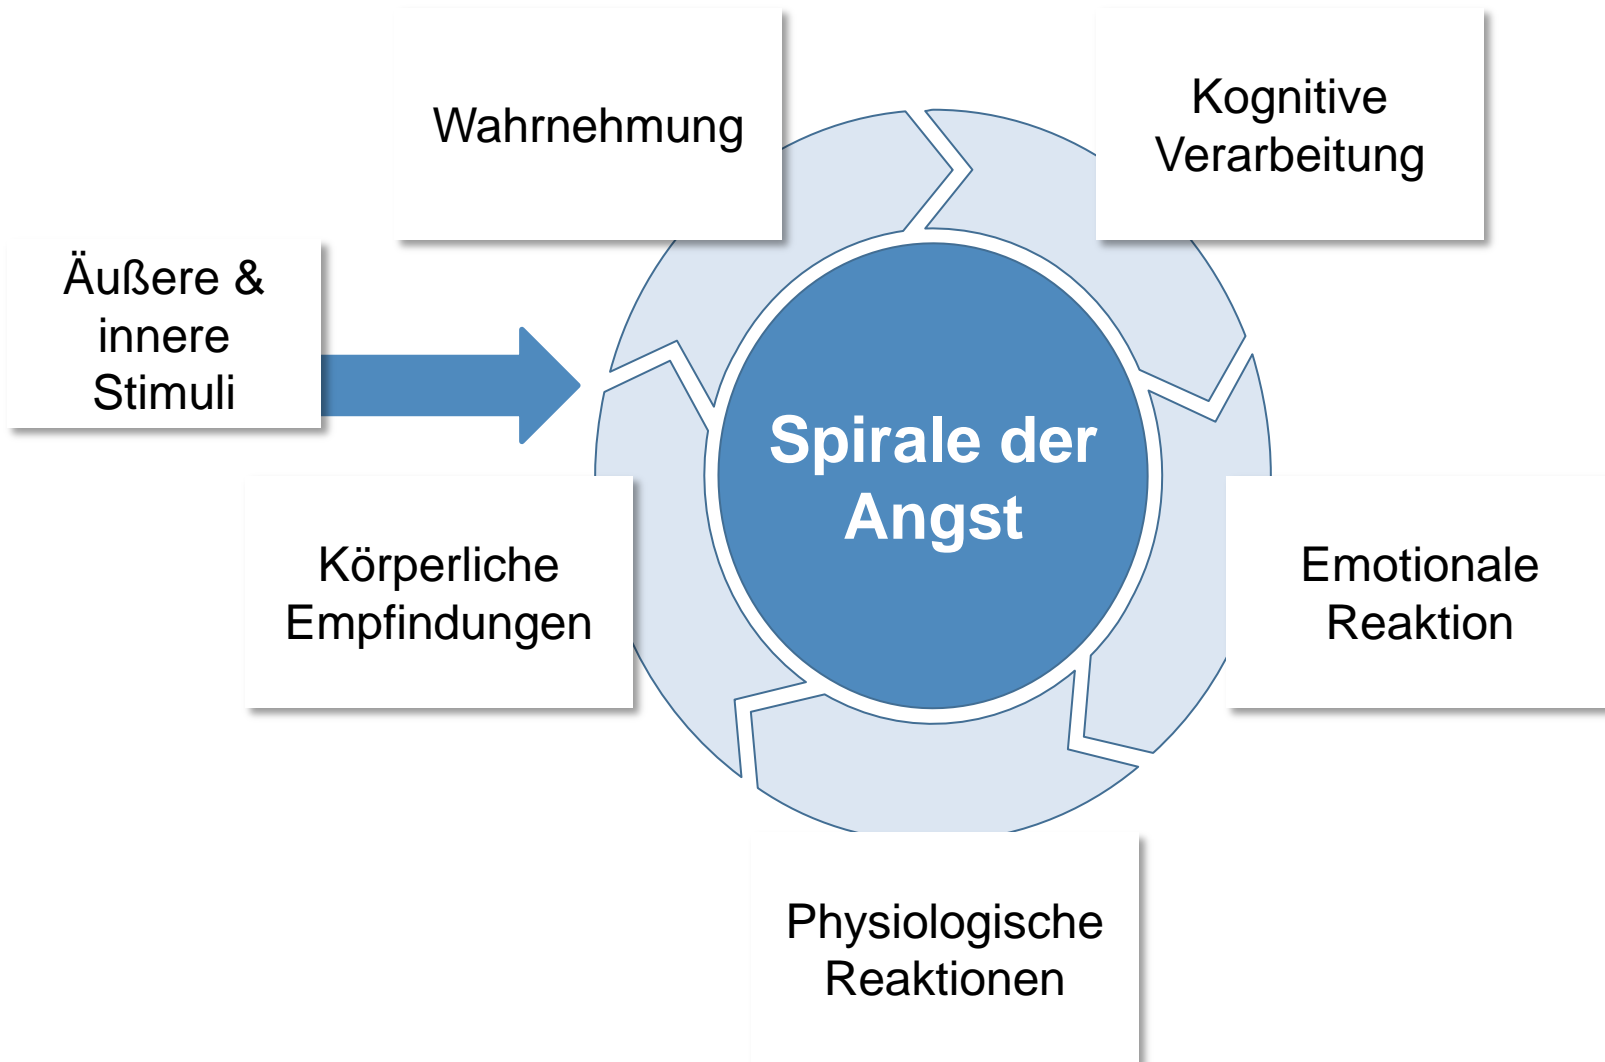 Wahrnehmung
Kognitive
Verarbeitung
Äußere &
innere
Stimuli
Spirale der
Angst
Körperliche
Empfindungen
Emotionale
Reaktion
Physiologische
Reaktionen